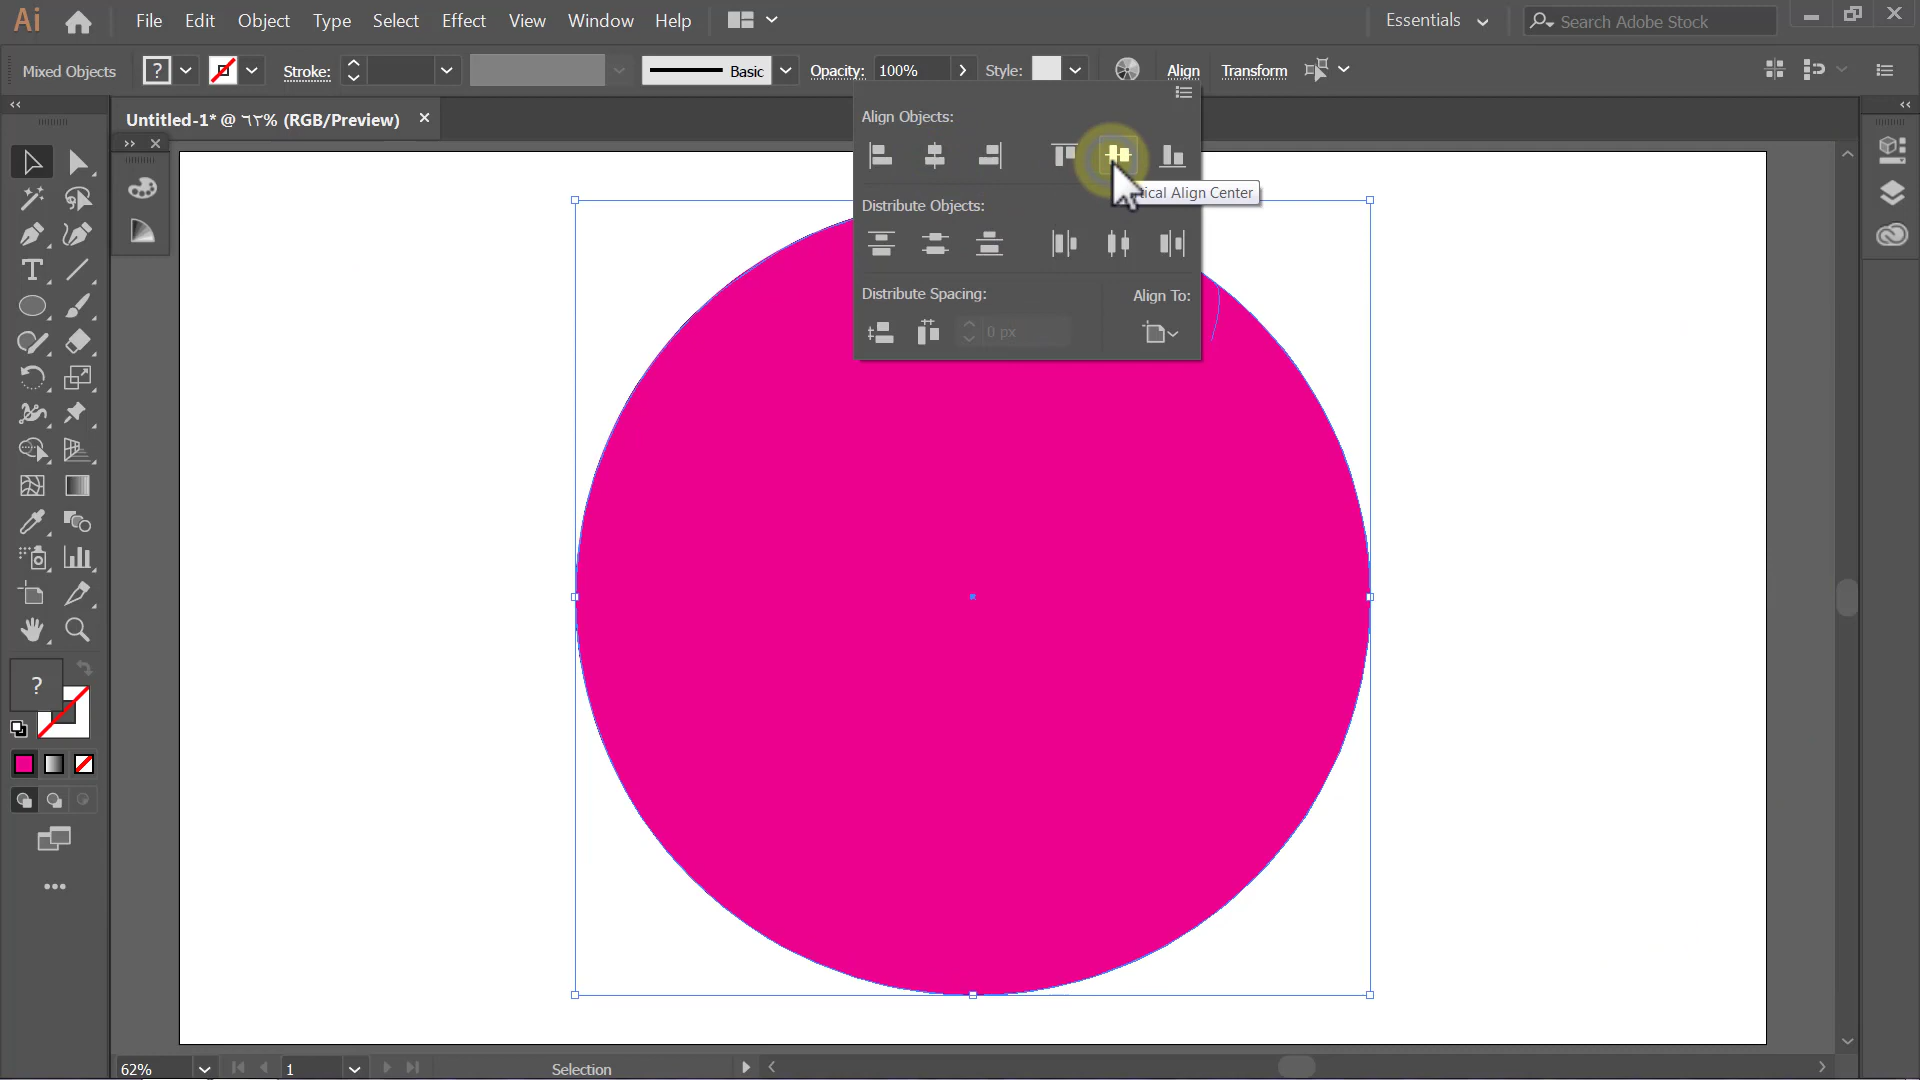 Ai File Edit Object Type Select Effect View Window Help Essentials Search Adobe Stock
Mixed Objects ? Stroke: Basic Opacity: 100% Style: Align Transform
Untitled-1* @ ٦٢% (RGB/Preview)
Align Objects:
tical Align Center
Distribute Objects:
Distribute Spacing: Align To:
0 px
T
?
62% 1 Selection